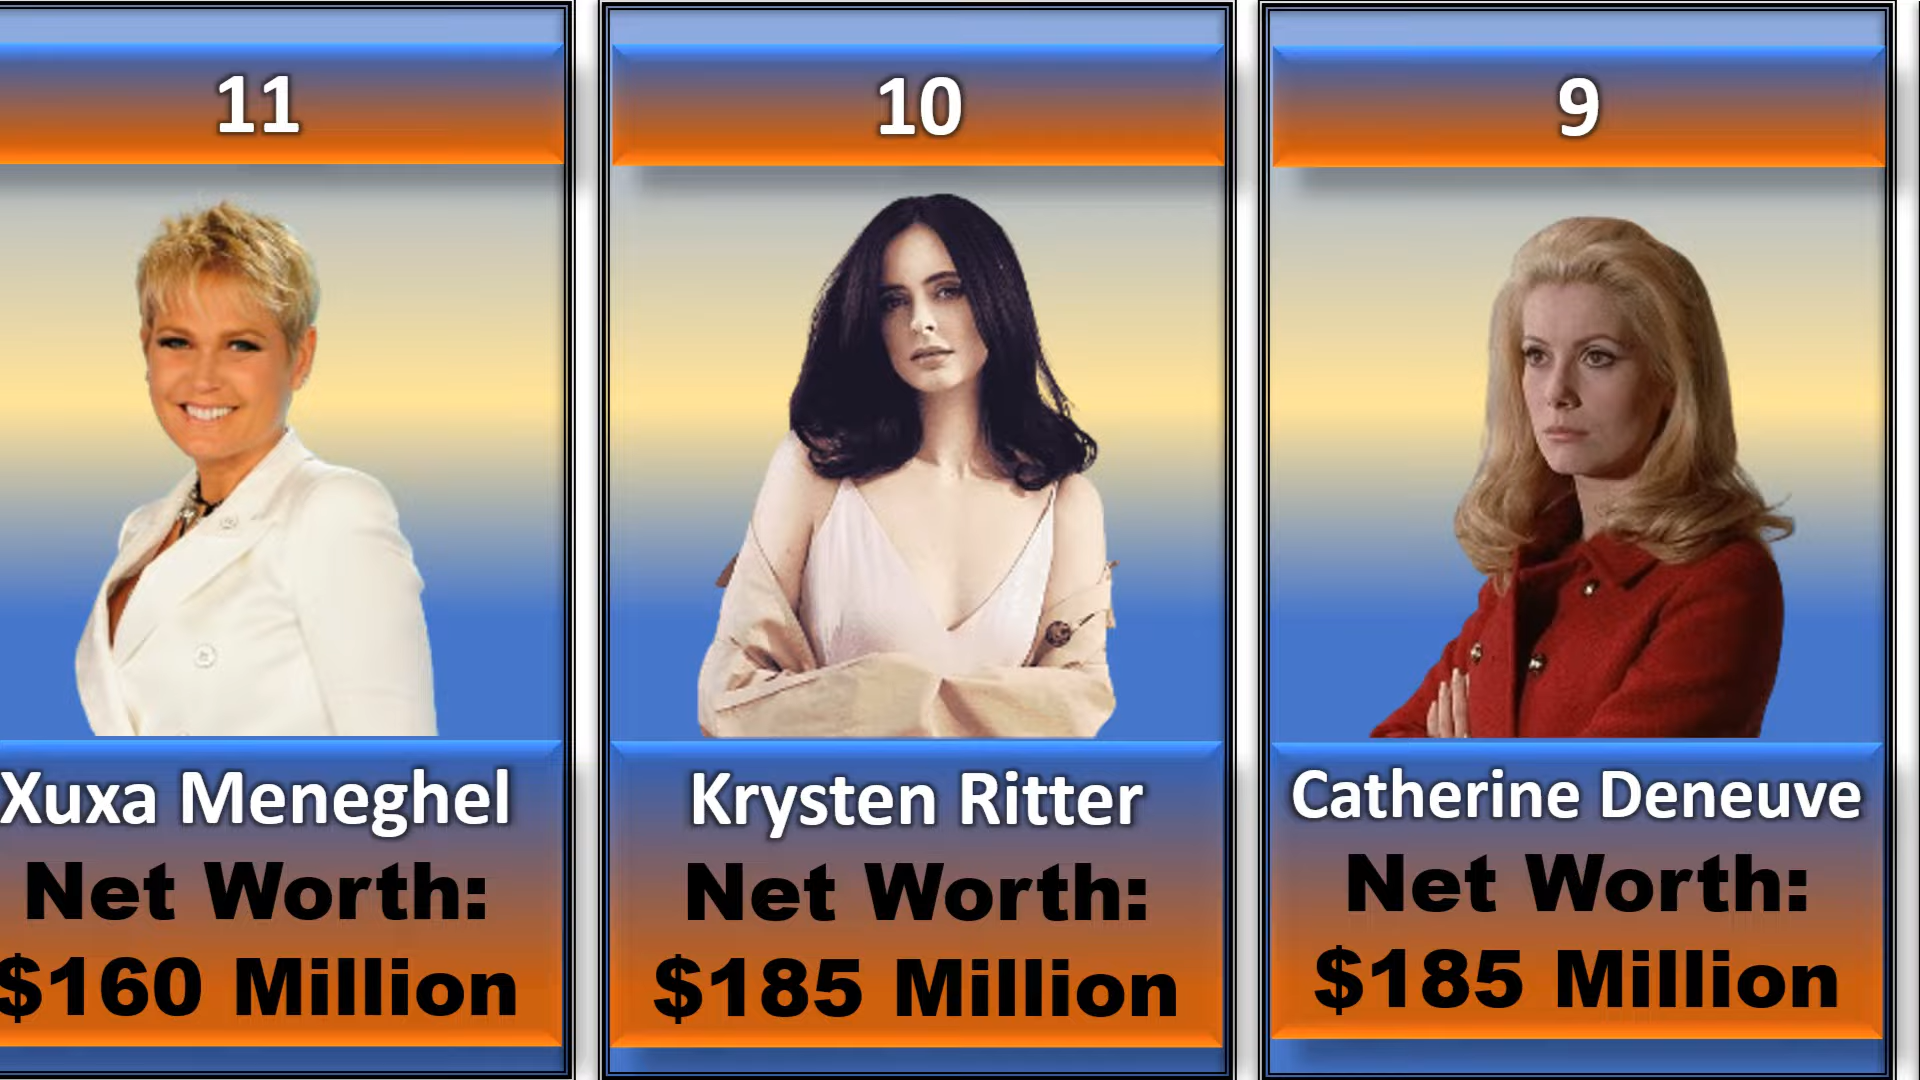 11
Xuxa Meneghel
Net Worth:
$160 Million
10
Krysten Ritter
Net Worth:
$185 Million
9
Catherine Deneuve
Net Worth:
$185 Million